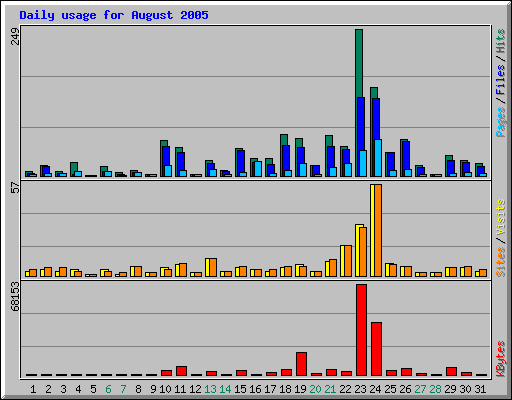 Daily usage for August 2005
249
Pages / Files / Hits
57
Sites / Visits
68153
KBytes
1 2 3 4 5 6 7 8 9 10 11 12 13 14 15 16 17 18 19 20 21 22 23 24 25 26 27 28 29 30 31